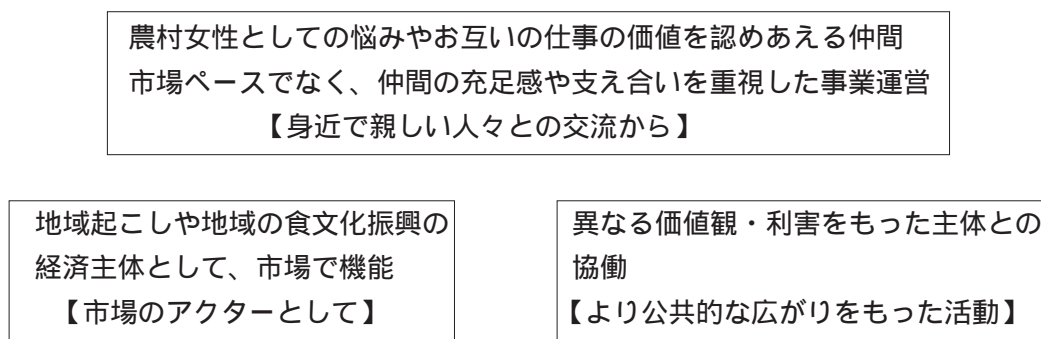 農村女性としての悩みやお互いの仕事の価値を認めあえる仲間
市場ペースでなく、仲間の充足感や支え合いを重視した事業運営
【身近で親しい人々との交流から】
地域起こしや地域の食文化振興の
経済主体として、市場で機能
【市場のアクターとして】
異なる価値観・利害をもった主体との
協働
【より公共的な広がりをもった活動】